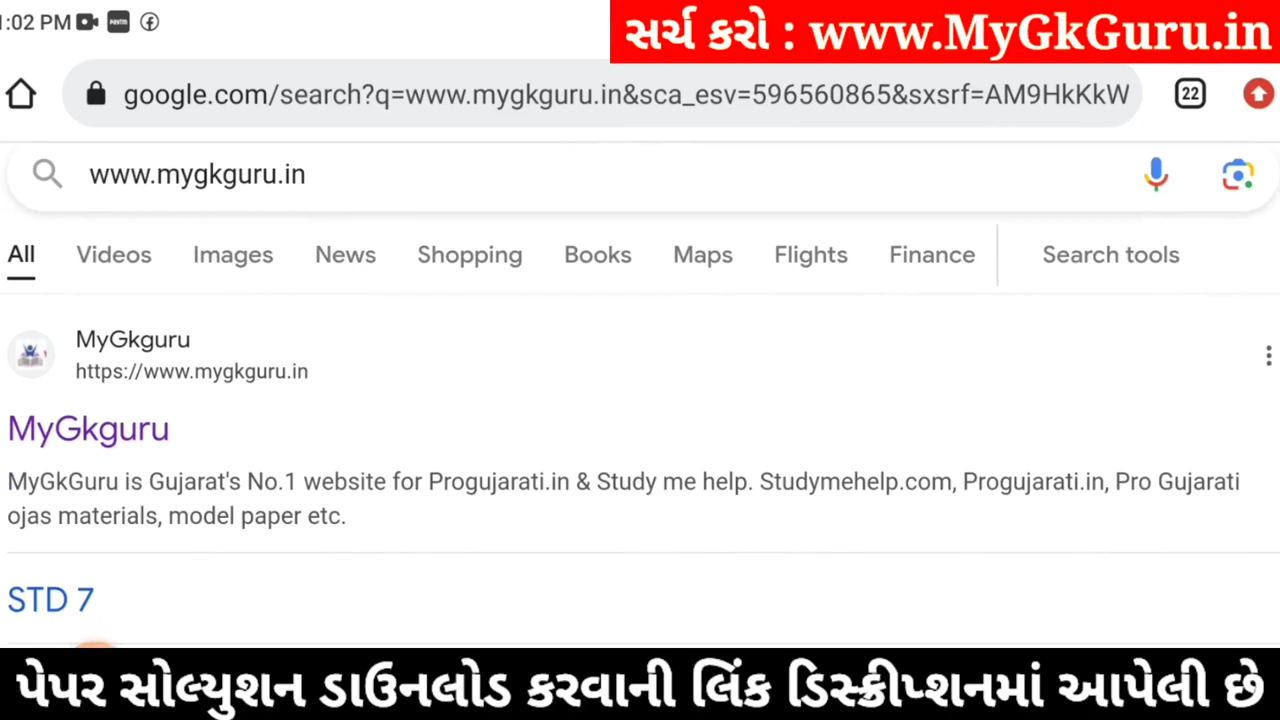 1:02 PM
સર્ચ કરો : www.MyGkGuru.in
google.com/search?q=www.mygkguru.in&sca_esv=596560865&sxsrf=AM9HkKkW
22
www.mygkguru.in
All Videos Images News Shopping Books Maps Flights Finance Search tools
MyGkguru
https://www.mygkguru.in
MyGkguru
MyGkGuru is Gujarat's No.1 website for Progujarati.in & Study me help. Studymehelp.com, Progujarati.in, Pro Gujarati
ojas materials, model paper etc.
STD 7
પેપર સોલ્યુશન ડાઉનલોડ કરવાની લિંક ડિસ્ક્રીપ્શનમાં આપેલી છે